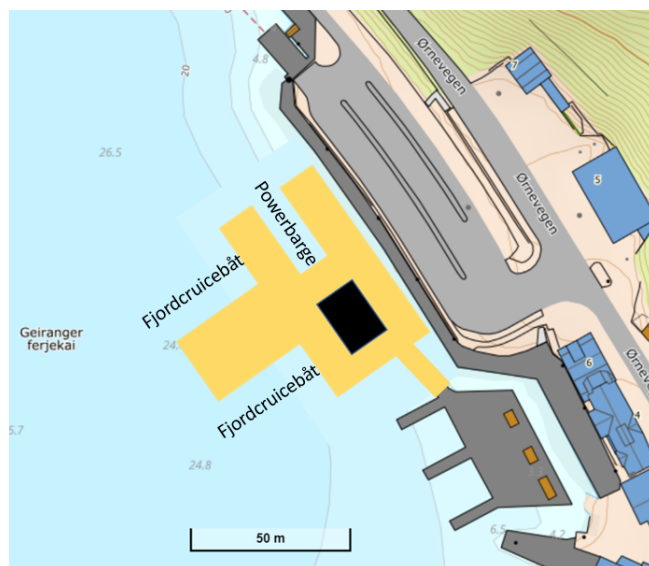 Ørnevegen
7
4.8
20
26.5
5
Ørnevegen
Powerbarge
Fjordcruicebåt
Geiranger
ferjekai
24.
6
Ørnev
Fjordcruicebåt
4
5.7
24.8
50 m
6.5
4.2